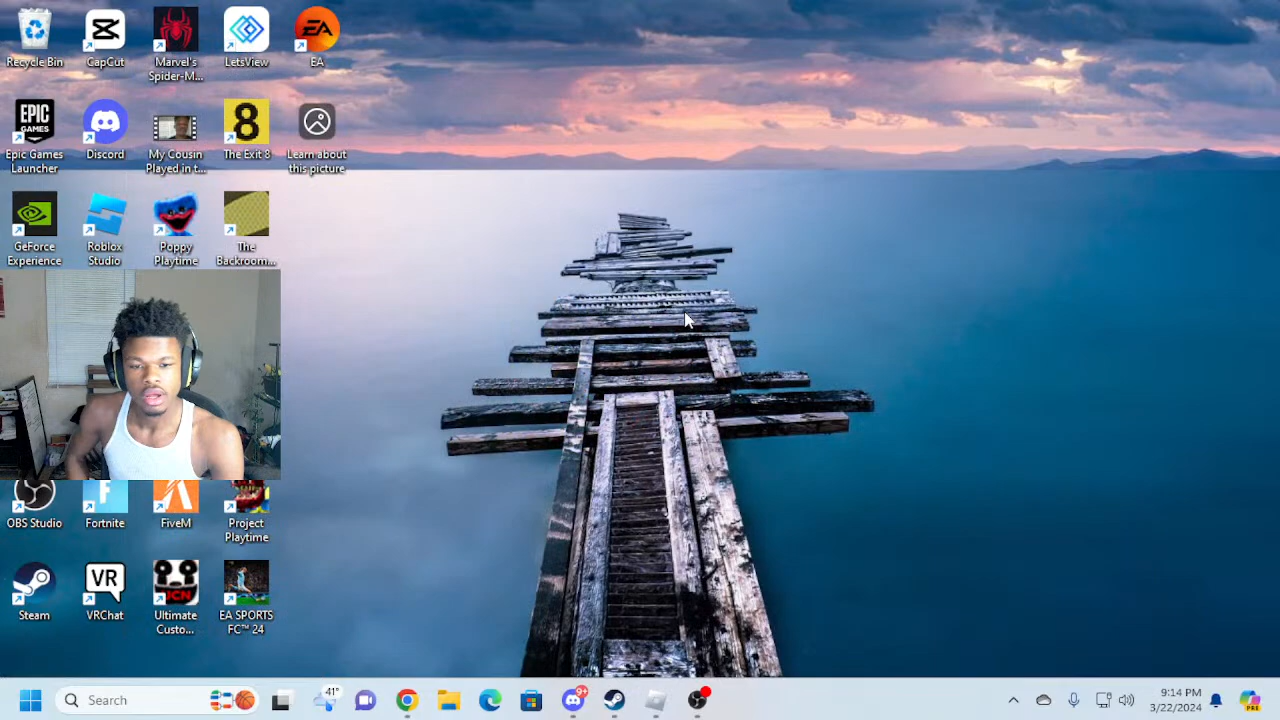 Recycle Bin
CapCut
Marvel's
Spider-M...
LetsView
EA
EA
EPIC
GAMES
8
Epic Games
Launcher
Discord
My Cousin
Played in t...
The Exit 8
Learn about
this picture
GeForce
Experience
Roblox
Studio
Poppy
Playtime
The
Backroom...
F
OBS Studio
Fortnite
FiveM
Project
Playtime
VR
ICN
Steam
VRChat
Ultimate
Custo...
EA SPORTS
FC™ 24
Search
41°
9+
9:14 PM
3/22/2024
PRE